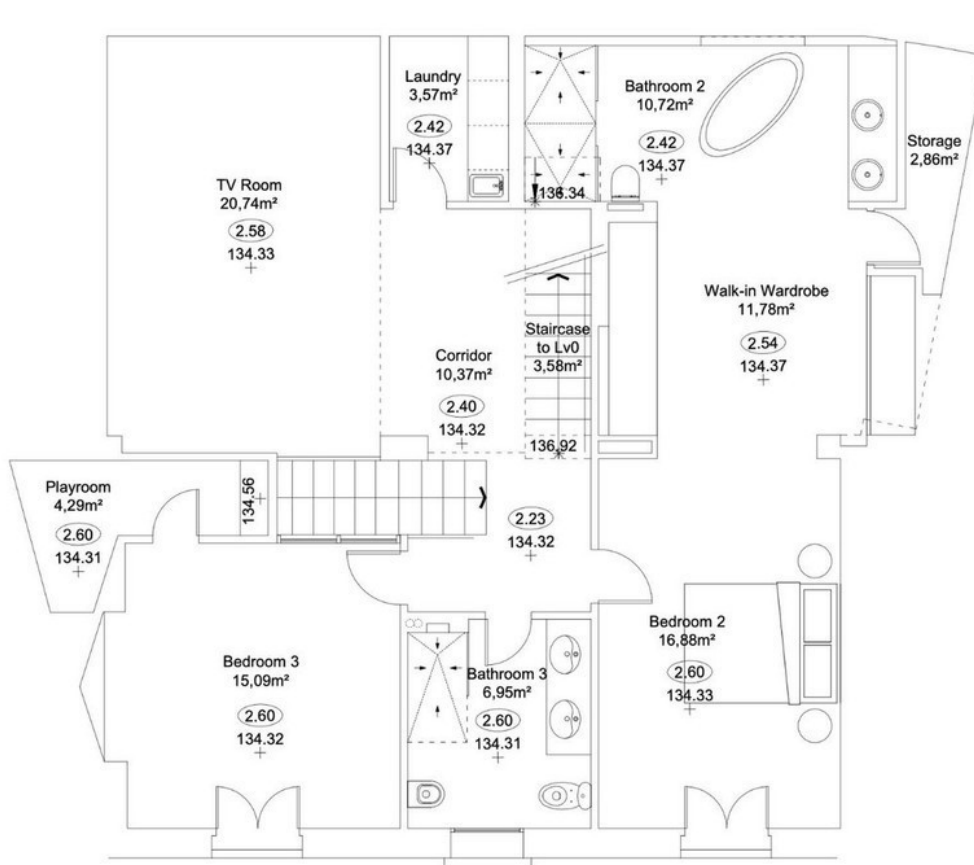 Laundry
3,57m²
2.42
134.37
Bathroom 2
10,72m²
2.42
134.37
Storage
2,86m²
TV Room
20,74m²
2.58
134.33
136.34
Walk-in Wardrobe
11,78m²
2.54
134.37
Staircase
to Lv0
3,58m²
Corridor
10,37m²
2.40
134.32
136.92
Playroom
4,29m²
2.60
134.31
134.56
2.23
134.32
Bedroom 2
16,88m²
2.60
134.33
Bedroom 3
15,09m²
2.60
134.32
Bathroom 3
6,95m²
2.60
134.31